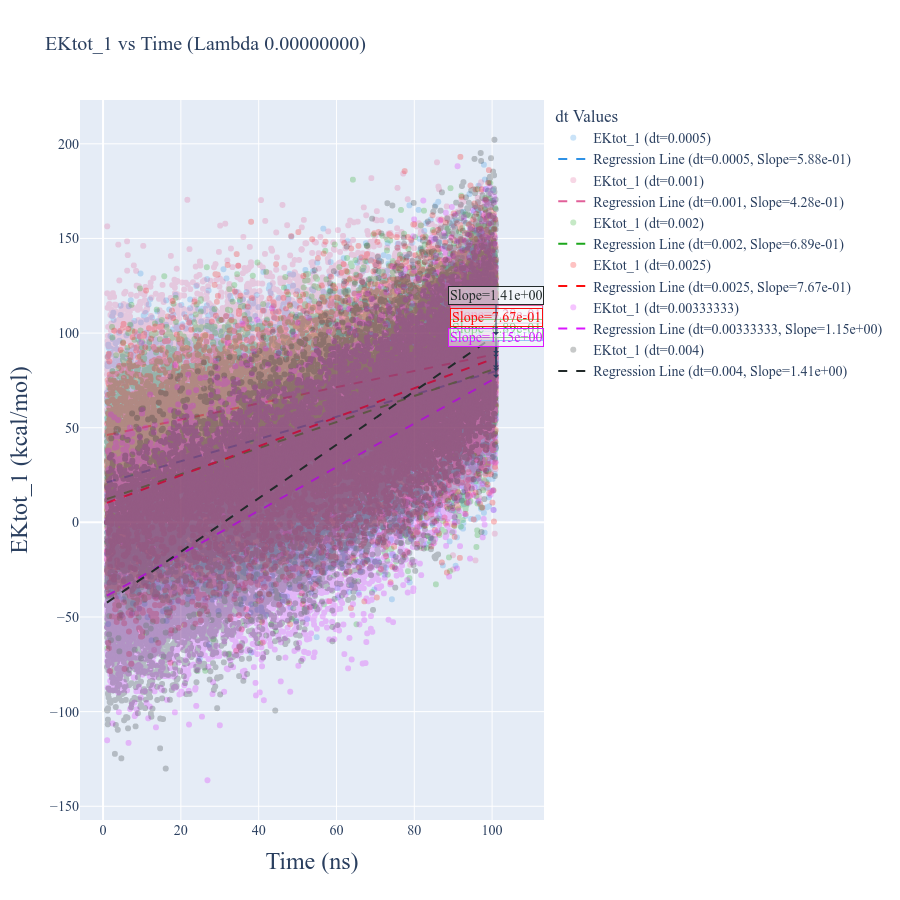 EKtot_1 vs Time (Lambda 0.00000000)
dt Values
EKtot_1 (dt=0.0005)
Regression Line (dt=0.0005, Slope=5.88e-01)
EKtot_1 (dt=0.001)
Regression Line (dt=0.001, Slope=4.28e-01)
EKtot_1 (dt=0.002)
Regression Line (dt=0.002, Slope=6.89e-01)
EKtot_1 (dt=0.0025)
Regression Line (dt=0.0025, Slope=7.67e-01)
EKtot_1 (dt=0.00333333)
Regression Line (dt=0.00333333, Slope=1.15e+00)
EKtot_1 (dt=0.004)
Regression Line (dt=0.004, Slope=1.41e+00)
200
150
100
50
0
−50
−100
−150
EKtot_1 (kcal/mol)
Slope=1.41e+00
Slope=7.67e-01
Slope=1.15e+00
0 20 40 60 80 100
Time (ns)